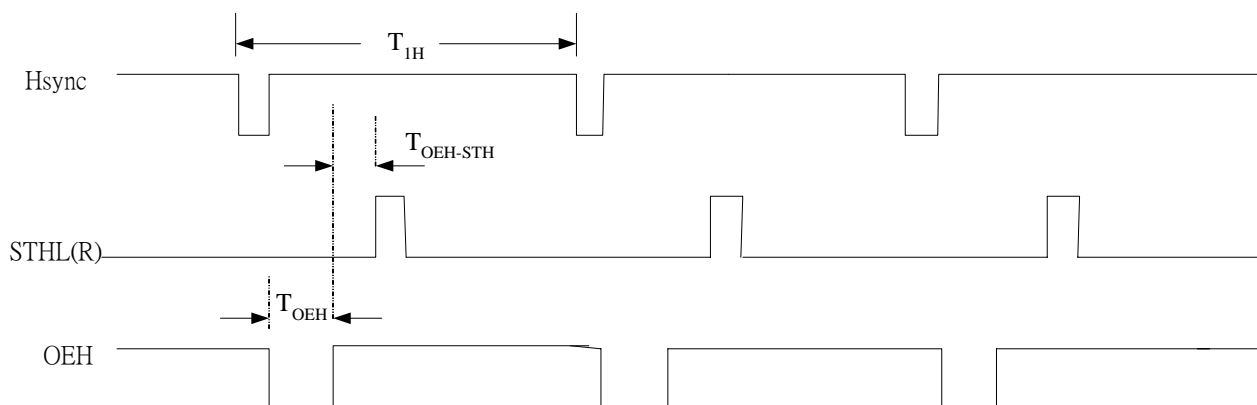 T1H
Hsync
TOEH-STH
STHL(R)
TOEH
OEH